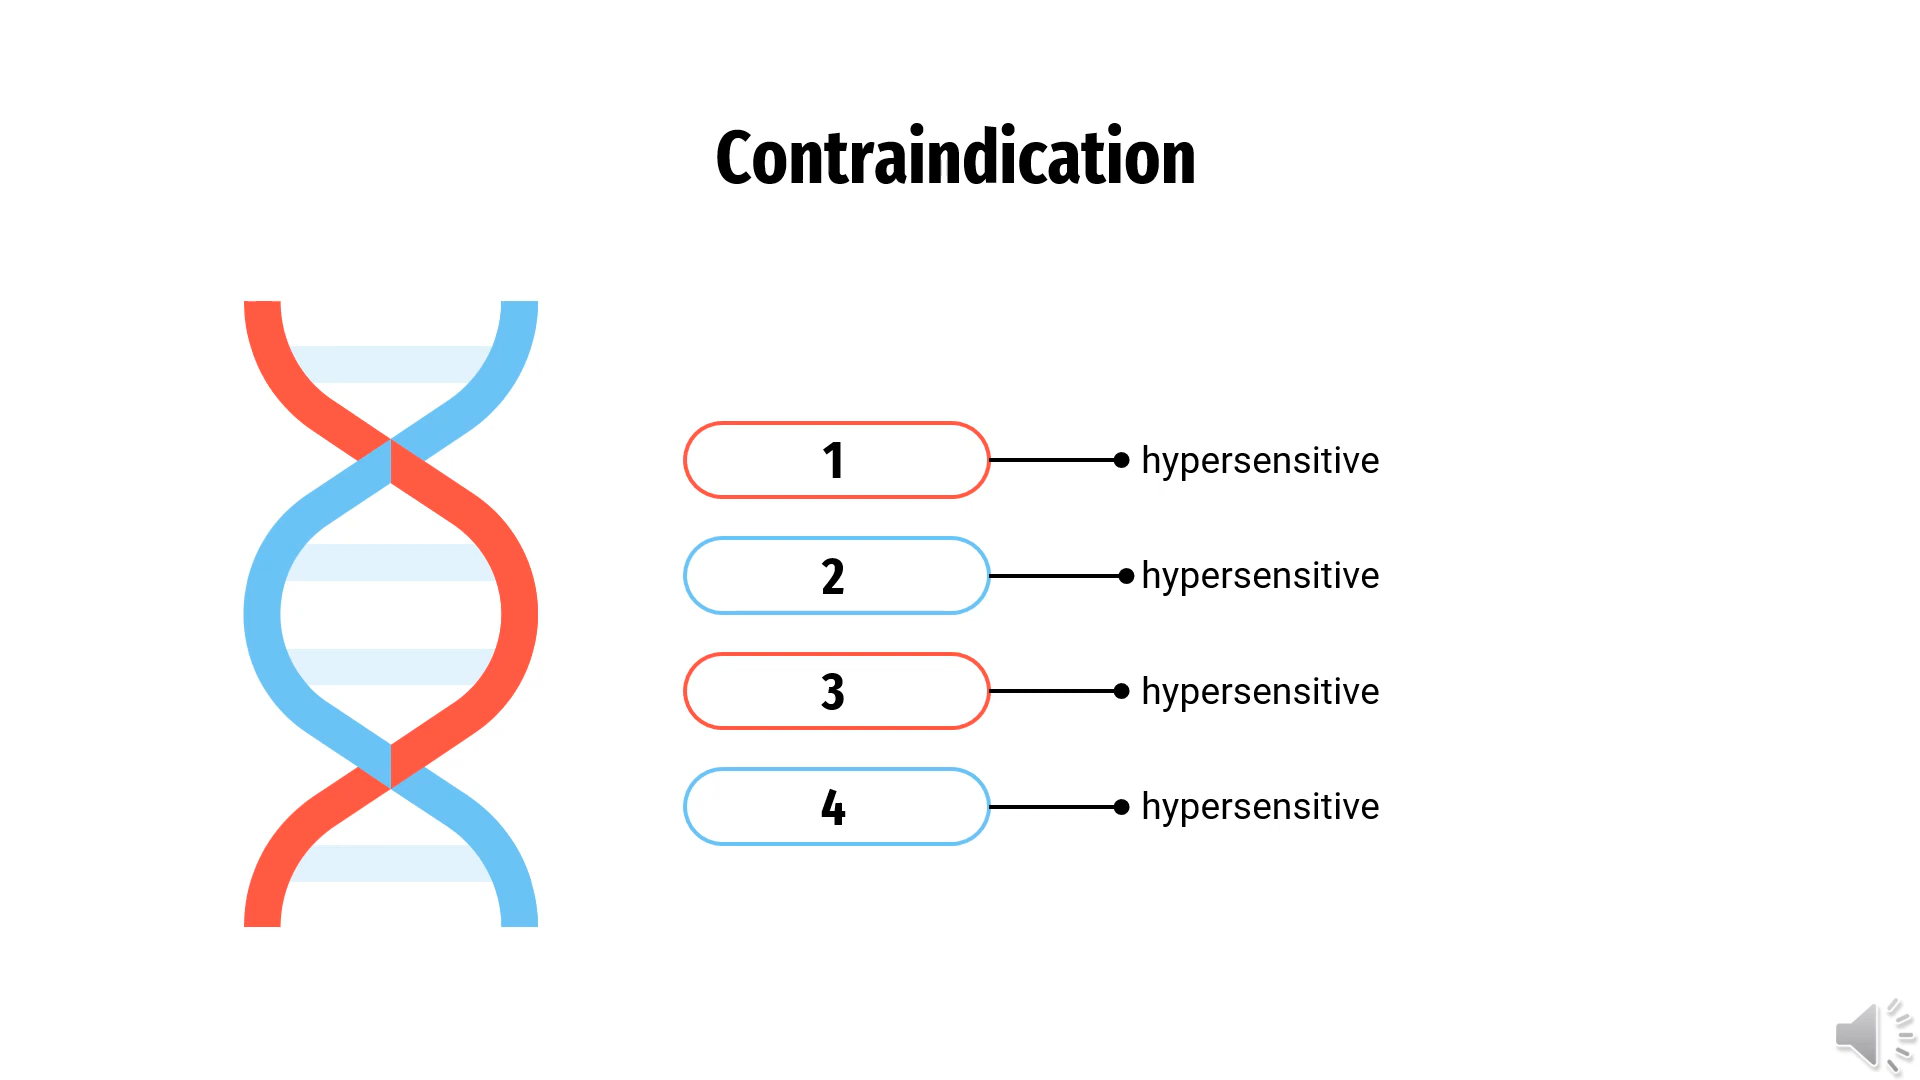 Contraindication
1 hypersensitive
2 hypersensitive
3 hypersensitive
4 hypersensitive